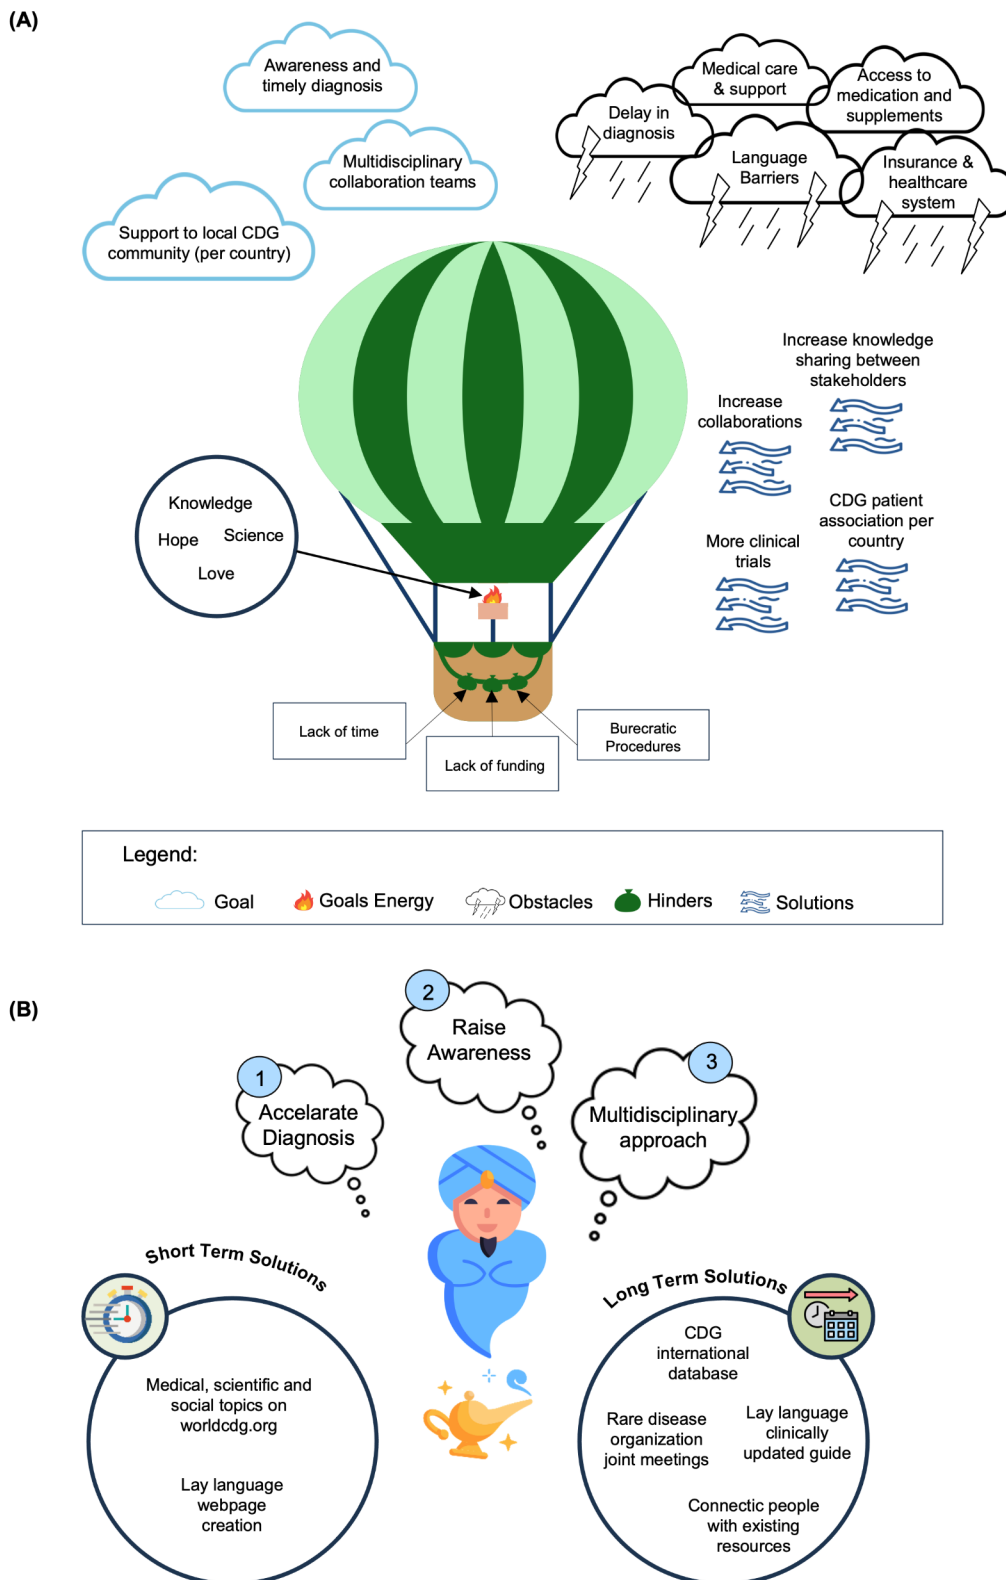 (A)
Awareness and
timely diagnosis
Multidisciplinary
collaboration teams
Support to local CDG
community (per country)
Medical care
& support
Access to
medication and
supplements
Delay in
diagnosis
Language
Barriers
Insurance &
healthcare
system
Increase knowledge
sharing between
stakeholders
Increase
collaborations
CDG patient
association per
country
More clinical
trials
Knowledge
Hope
Science
Love
Lack of time
Lack of funding
Burecratic
Procedures
Legend:
Goal
Goals Energy
Obstacles
Hinders
Solutions
(B)
1
Accelarate
Diagnosis
2
Raise
Awareness
3
Multidisciplinary
approach
Short Term Solutions
Medical, scientific and
social topics on
worldcdg.org
Lay language
webpage
creation
Long Term Solutions
CDG
international
database
Rare disease
organization
joint meetings
Lay language
clinically
updated guide
Connectic people
with existing
resources